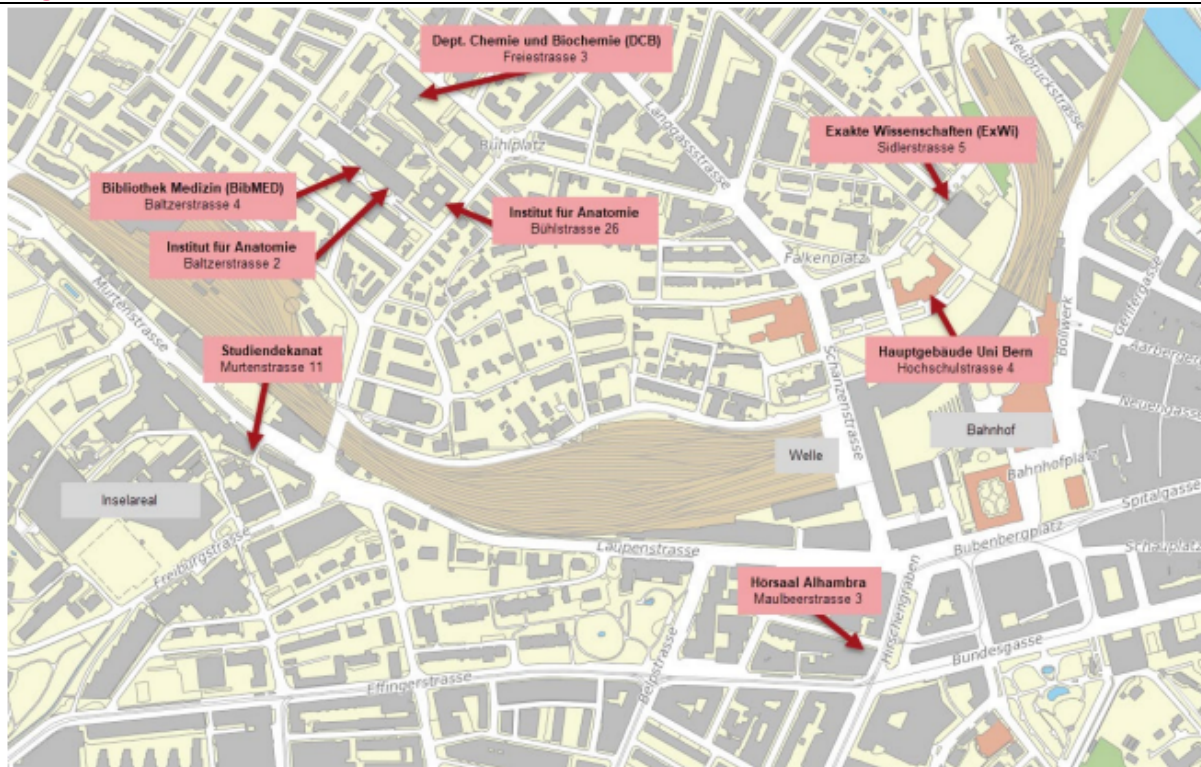 Dept. Chemie und Biochemie (DCB)
Freiestrasse 3
Neubrückstrasse
Länggassstrasse
Exakte Wissenschaften (ExWi)
Sidlerstrasse 5
Bühlplatz
Bibliothek Medizin (BibMED)
Baltzerstrasse 4
Institut für Anatomie
Bühlstrasse 26
Institut für Anatomie
Baltzerstrasse 2
Falkenplatz
Murtenstrasse
Genfergasse
Bollwerk
Studiendekanat
Murtenstrasse 11
Hauptgebäude Uni Bern
Hochschulstrasse 4
Schanzenstrasse
Aarberger
Neuengasse
Bahnhof
Welle
Bahnhofplatz
Inselareal
Spitalgasse
Bubenbergplatz
Schauplatz
Freiburgstrasse
Laupenstrasse
Hörsaal Alhambra
Maulbeerstrasse 3
Hirschengraben
Bundesgasse
Belpstrasse
Effingerstrasse